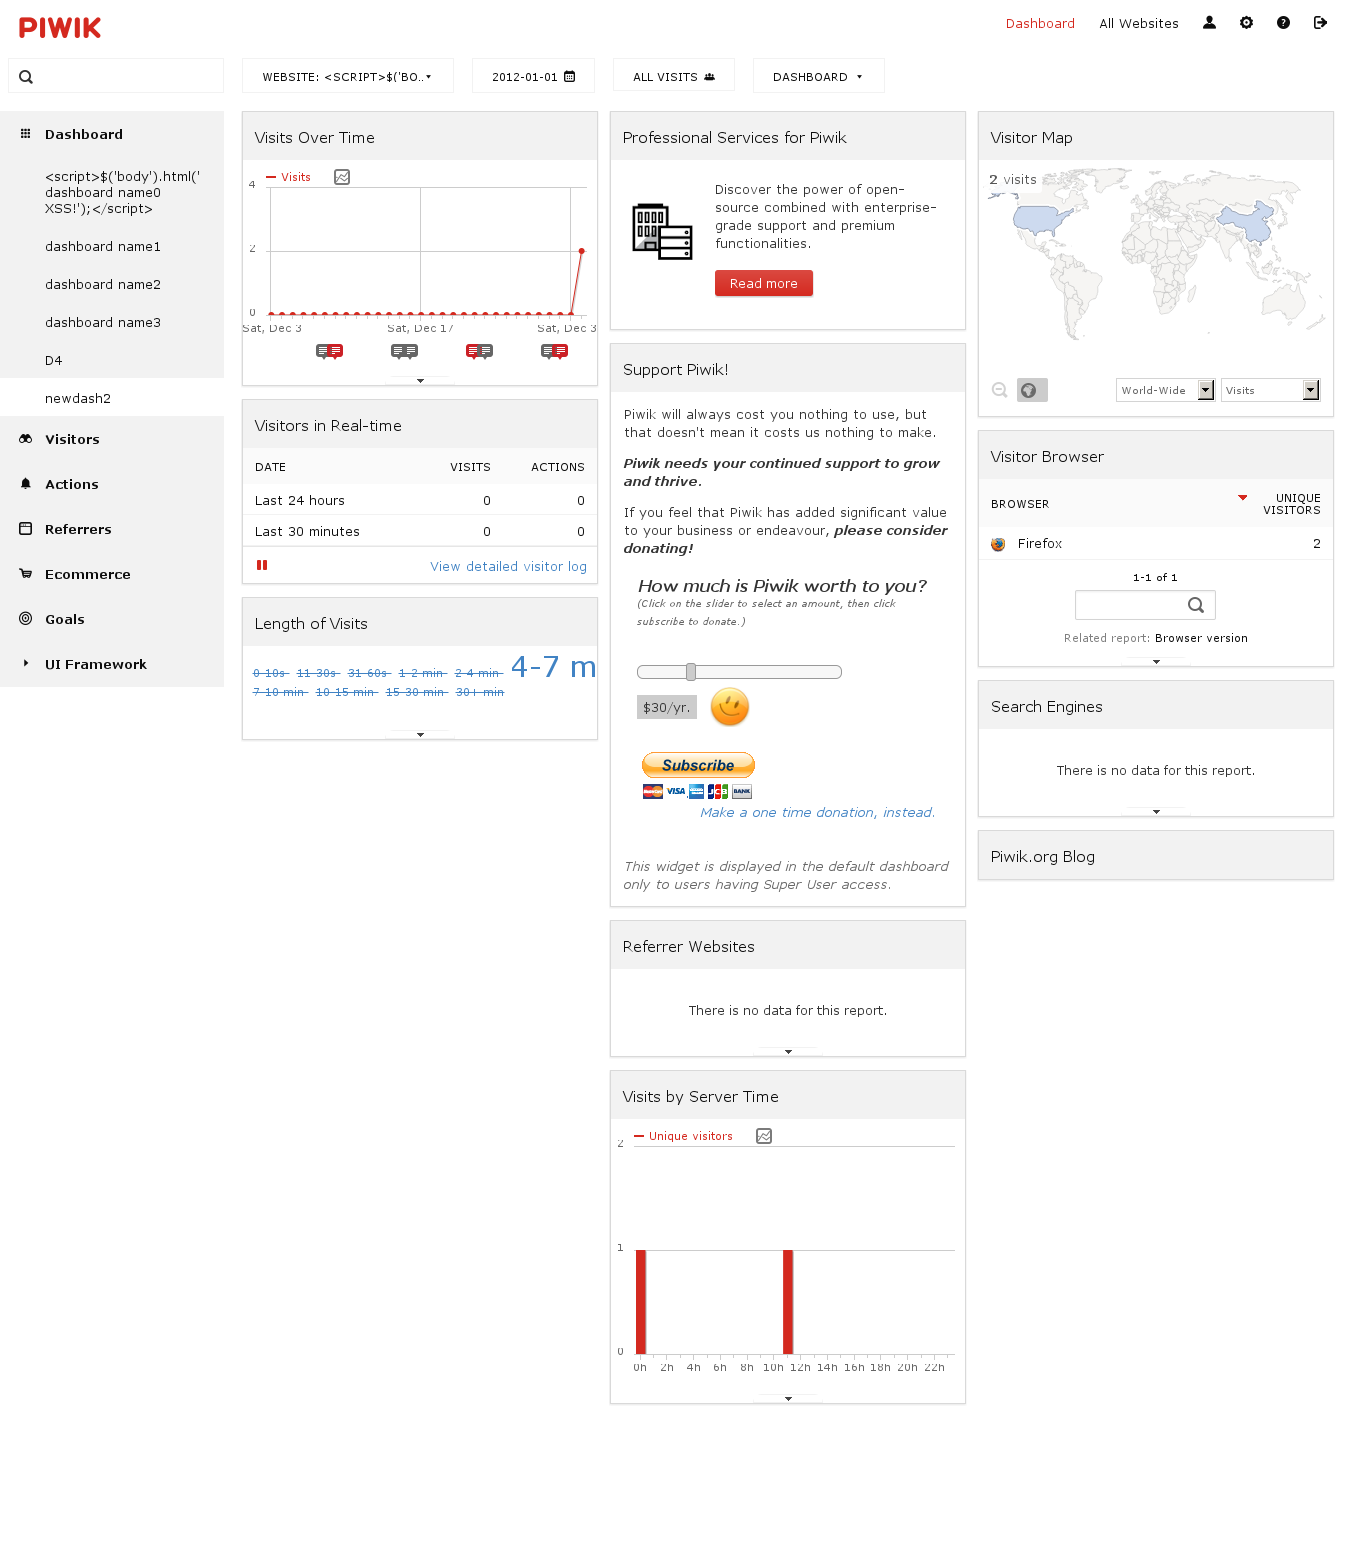 PIWIK
Dashboard
All Websites
WEBSITE: <SCRIPT>$('BO..
2012-01-01
ALL VISITS
DASHBOARD
Dashboard
<script>$('body').html('
dashboard name0
XSS!');</script>
dashboard name1
dashboard name2
dashboard name3
D4
newdash2
Visitors
Actions
Referrers
Ecommerce
Goals
UI Framework
Visits Over Time
Visits
4
2
0
Sat, Dec 3
Sat, Dec 17
Sat, Dec 3
Visitors in Real-time
DATE VISITS ACTIONS
Last 24 hours 0 0
Last 30 minutes 0 0
View detailed visitor log
Length of Visits
0-10s 11-30s 31-60s 1-2 min 2-4 min 4-7 m
7-10 min 10-15 min 15-30 min 30+ min
Professional Services for Piwik
Discover the power of open-
source combined with enterprise-
grade support and premium
functionalities.
Read more
Support Piwik!
Piwik will always cost you nothing to use, but
that doesn't mean it costs us nothing to make.
Piwik needs your continued support to grow
and thrive.
If you feel that Piwik has added significant value
to your business or endeavour, please consider
donating!
How much is Piwik worth to you?
(Click on the slider to select an amount, then click
subscribe to donate.)
$30/yr.
Subscribe
VISA
JCB
BANK
Make a one time donation, instead.
This widget is displayed in the default dashboard
only to users having Super User access.
Referrer Websites
There is no data for this report.
Visits by Server Time
Unique visitors
2
1
0
0h 2h 4h 6h 8h 10h 12h 14h 16h 18h 20h 22h
Visitor Map
2 visits
World-Wide
Visits
Visitor Browser
BROWSER
UNIQUE
VISITORS
Firefox 2
1-1 of 1
Related report: Browser version
Search Engines
There is no data for this report.
Piwik.org Blog